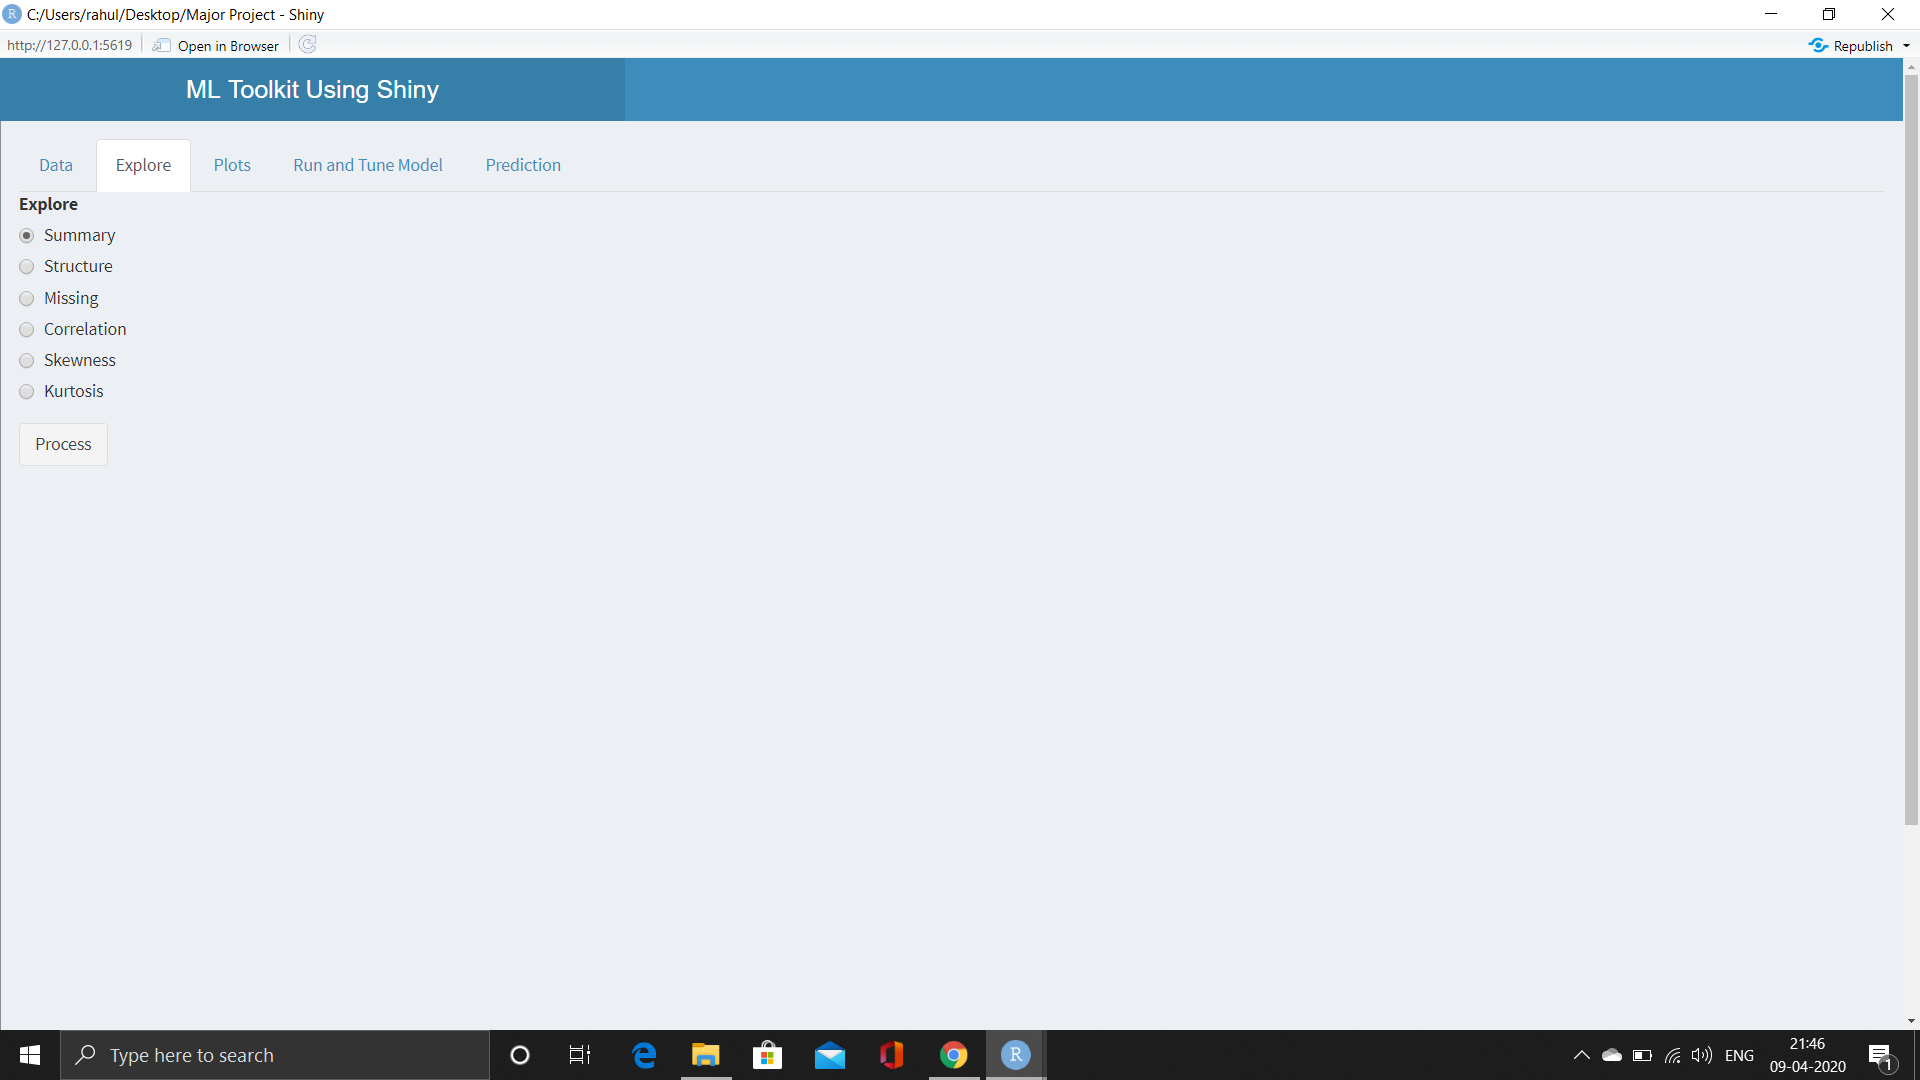 R C:/Users/rahul/Desktop/Major Project - Shiny
http://127.0.0.1:5619 Open in Browser Republish
ML Toolkit Using Shiny
Data Explore Plots Run and Tune Model Prediction
Explore
Summary
Structure
Missing
Correlation
Skewness
Kurtosis
Process
Type here to search
R
ENG
21:46
09-04-2020
1